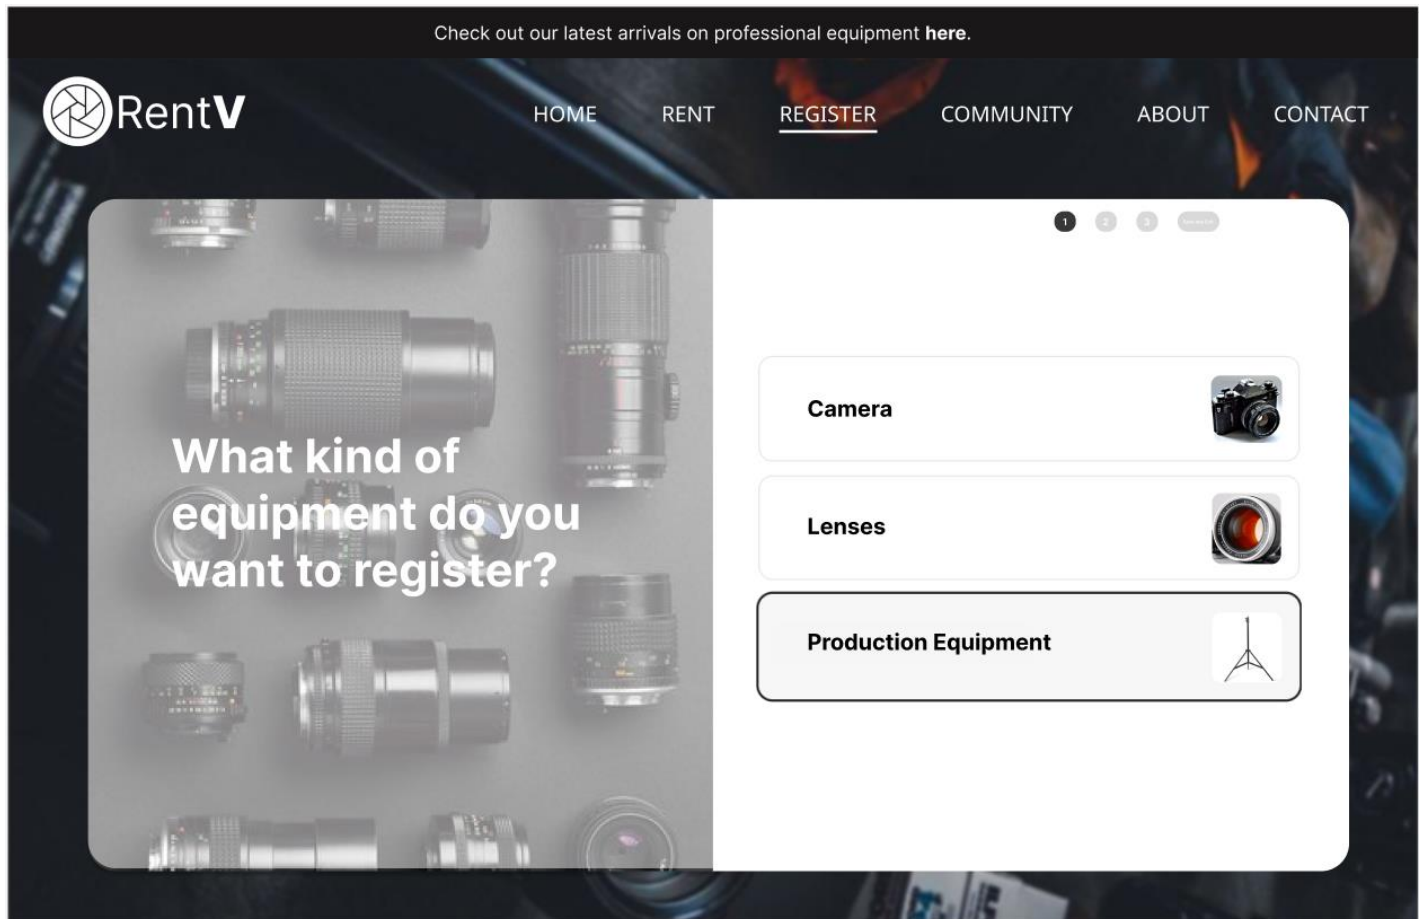 Check out our latest arrivals on professional equipment here.
RentV
HOME RENT REGISTER COMMUNITY ABOUT CONTACT
1 2 3
What kind of
equipment do you
want to register?
Camera
Lenses
Production Equipment